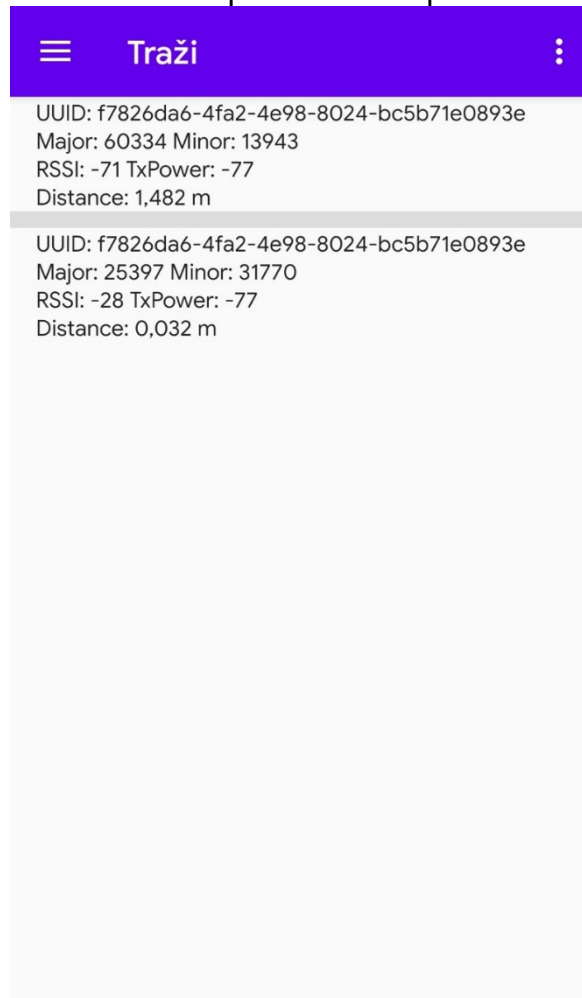 Traži
UUID: f7826da6-4fa2-4e98-8024-bc5b71e0893e
Major: 60334 Minor: 13943
RSSI: -71 TxPower: -77
Distance: 1,482 m
UUID: f7826da6-4fa2-4e98-8024-bc5b71e0893e
Major: 25397 Minor: 31770
RSSI: -28 TxPower: -77
Distance: 0,032 m